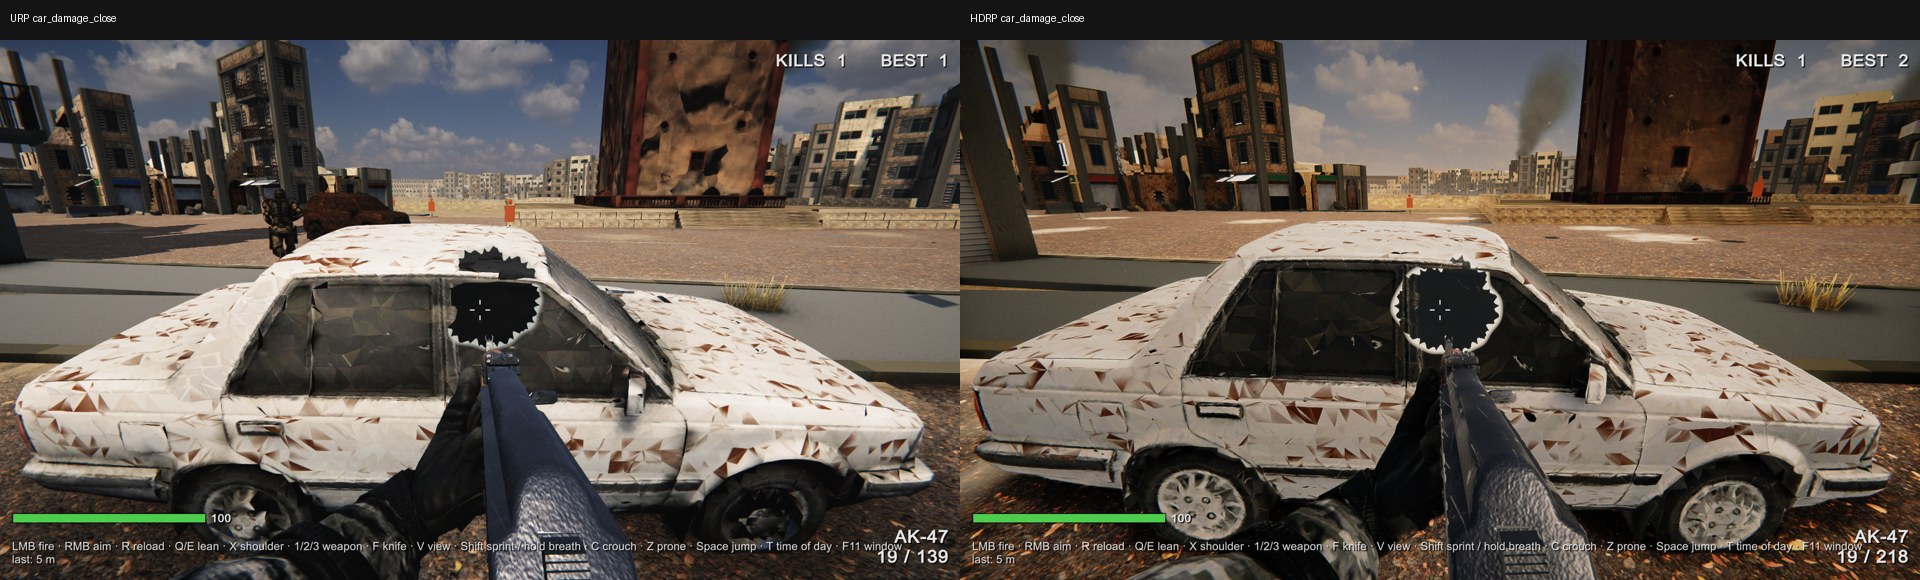 URP car_damage_close
KILLS 1 BEST 1
100
AK-47
LMB fire · RMB aim · R reload · Q/E lean · X shoulder · 1/2/3 weapon · F knife · V view · Shift sprint / hold breath · C crouch · Z prone · Space jump · T time of day · F11 window
19 / 139
last: 5 m
HDRP car_damage_close
KILLS 1 BEST 2
100
AK-47
LMB fire · RMB aim · R reload · Q/E lean · X shoulder · 1/2/3 weapon · F knife · V view · Shift sprint / hold breath · C crouch · Z prone · Space jump · T time of day · F11 window
19 / 218
last: 5 m